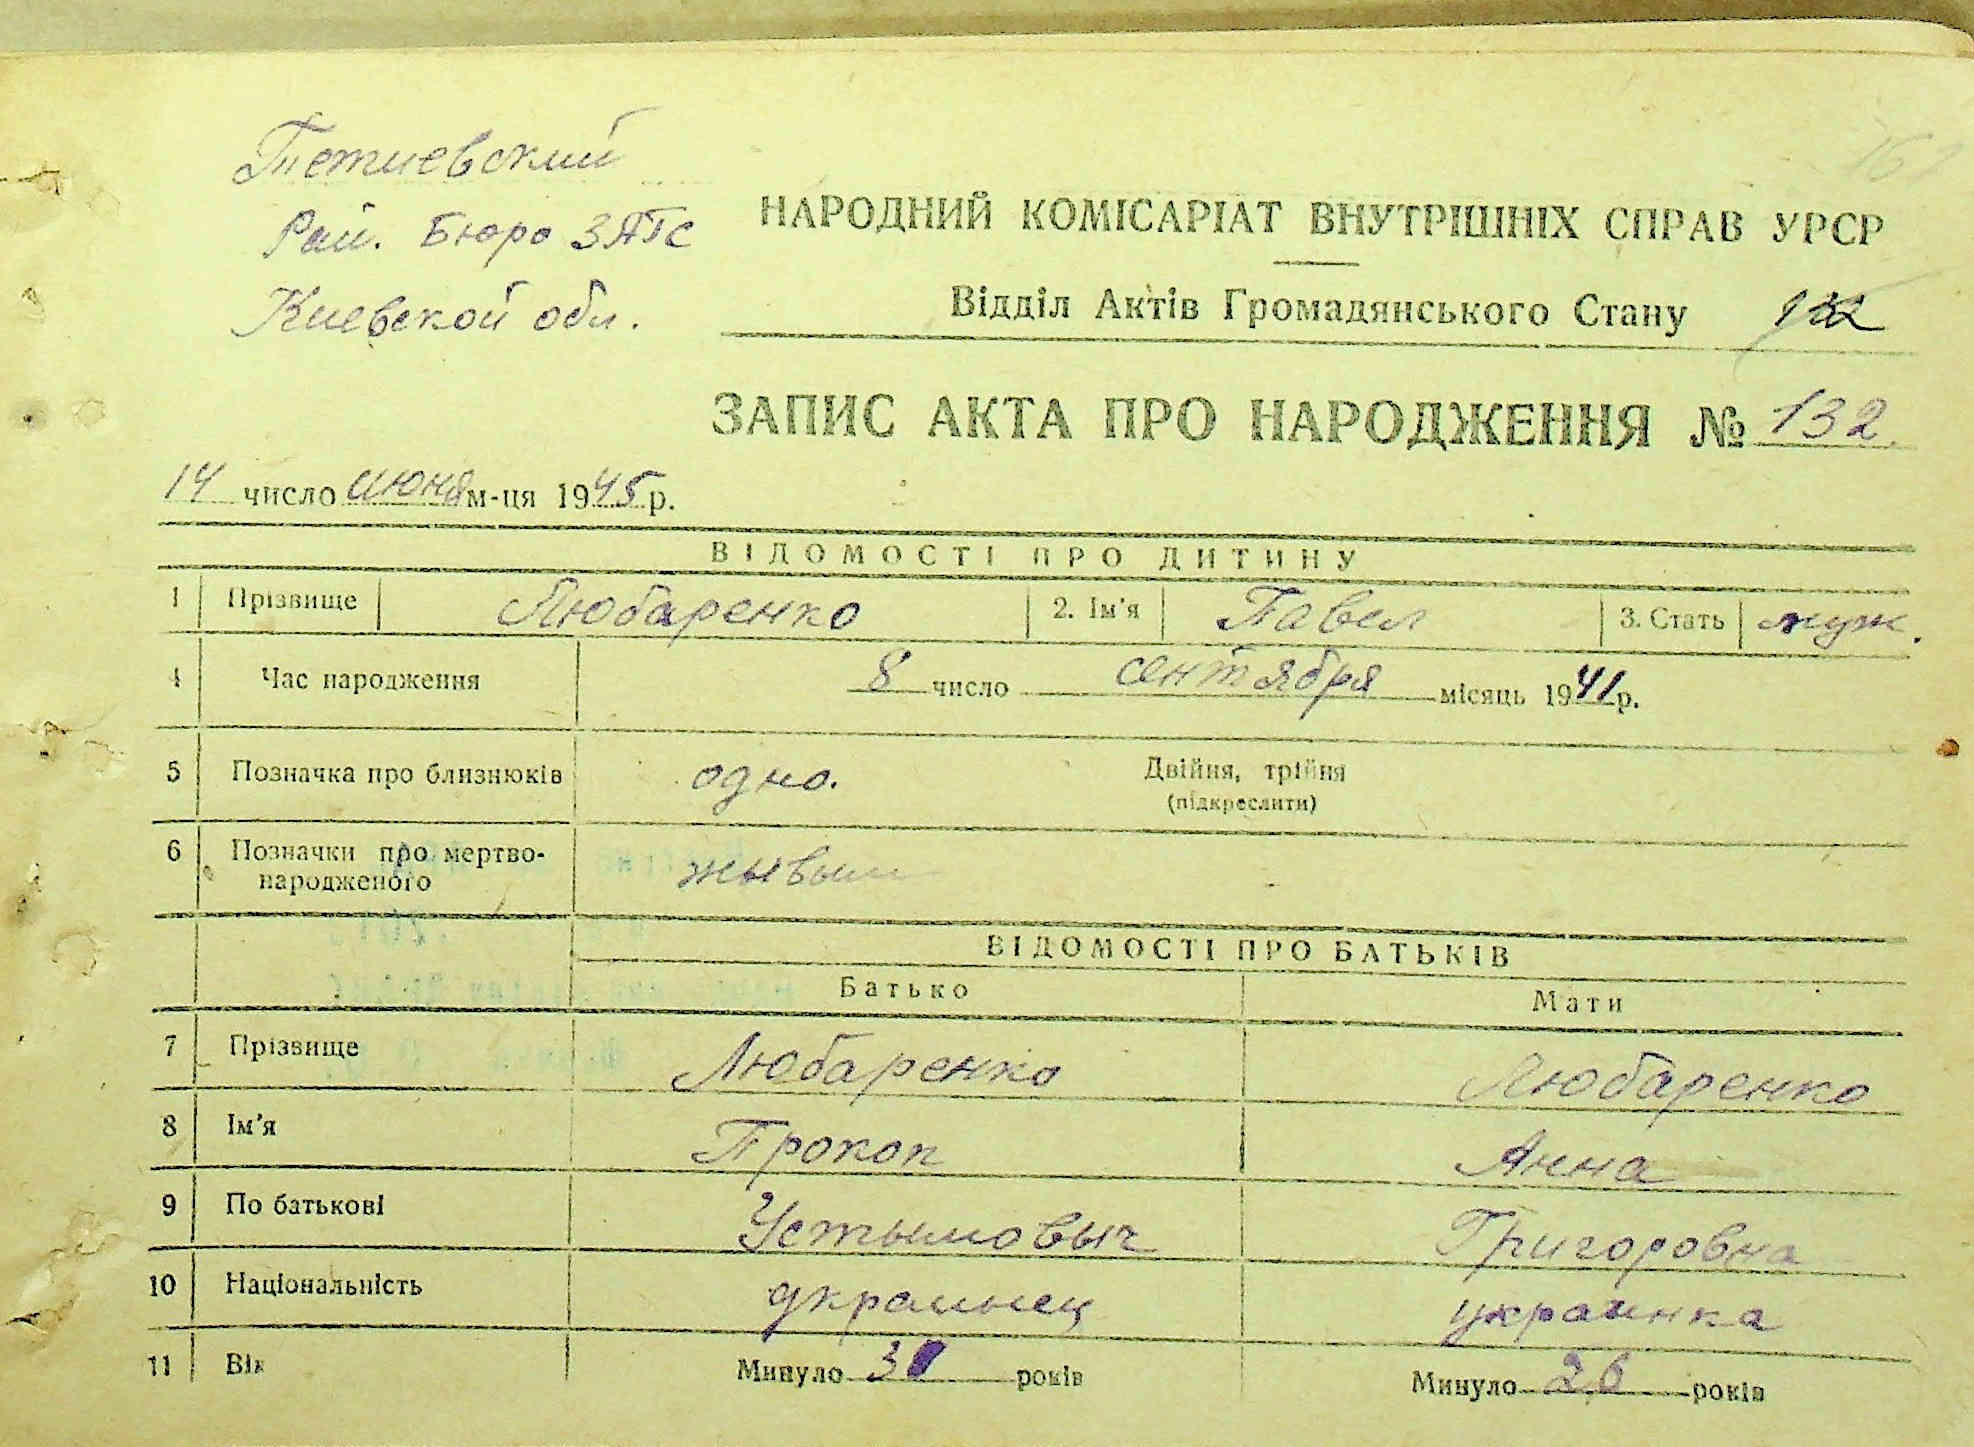 Тетиевский
Рай. Бюро ЗАГС
Киевской обл.
НАРОДНИЙ КОМІСАРІАТ ВНУТРІШНІХ СПРАВ УРСР
Відділ Актів Громадянського Стану
ЗАПИС АКТА ПРО НАРОДЖЕННЯ № 132
14 число июня м-ця 1945 р.
ВІДОМОСТІ ПРО ДИТИНУ
1 Прізвище Любаренко 2. Ім'я Павел 3. Стать муж.
4 Час народження 8 число сентября місяць 1941 р.
5 Позначка про близнюків одно. Двійня, трійня
(підкреслити)
6 Позначки про мертво-
народженого жывым
ВІДОМОСТІ ПРО БАТЬКІВ
Батько Мати
7 Прізвище Любаренко Любаренко
8 Ім'я Прокоп Анна
9 По батькові Устымовыч Григоровна
10 Національність украинец украинка
11 Вік Минуло років Минуло 26 років